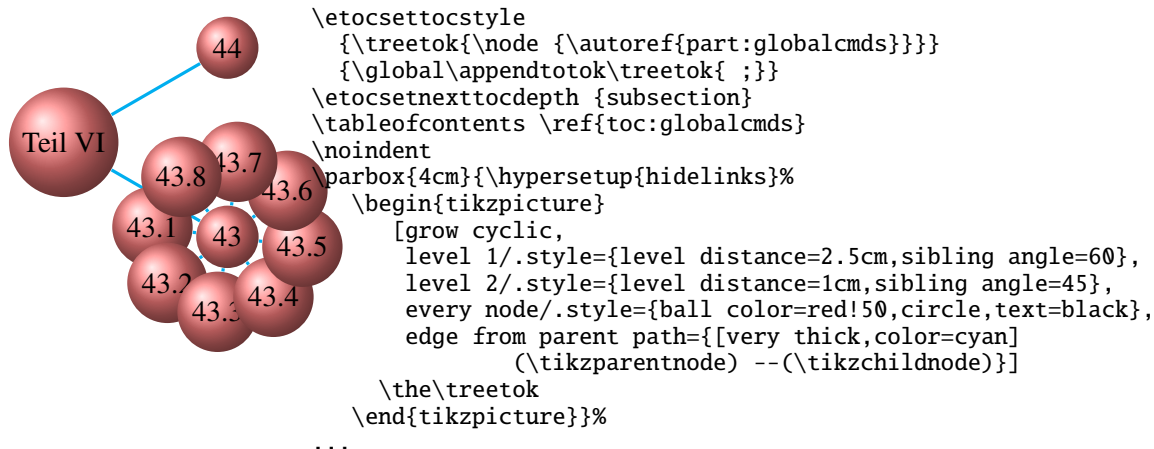 44
Teil VI
43.7
43.8
43.6
43.1
43
43.5
43.2
43.4
43.3
\etocsettocstyle
  {\treetok{\node {\autoref{part:globalcmds}}}}
  {\global\appendtotok\treetok{ ;}}
\etocsetnexttocdepth {subsection}
\tableofcontents \ref{toc:globalcmds}
\noindent
\parbox{4cm}{\hypersetup{hidelinks}%
   \begin{tikzpicture}
      [grow cyclic,
       level 1/.style={level distance=2.5cm,sibling angle=60},
       level 2/.style={level distance=1cm,sibling angle=45},
       every node/.style={ball color=red!50,circle,text=black},
       edge from parent path={[very thick,color=cyan]
               (\tikzparentnode) --(\tikzchildnode)}]
     \the\treetok
   \end{tikzpicture}}%
...